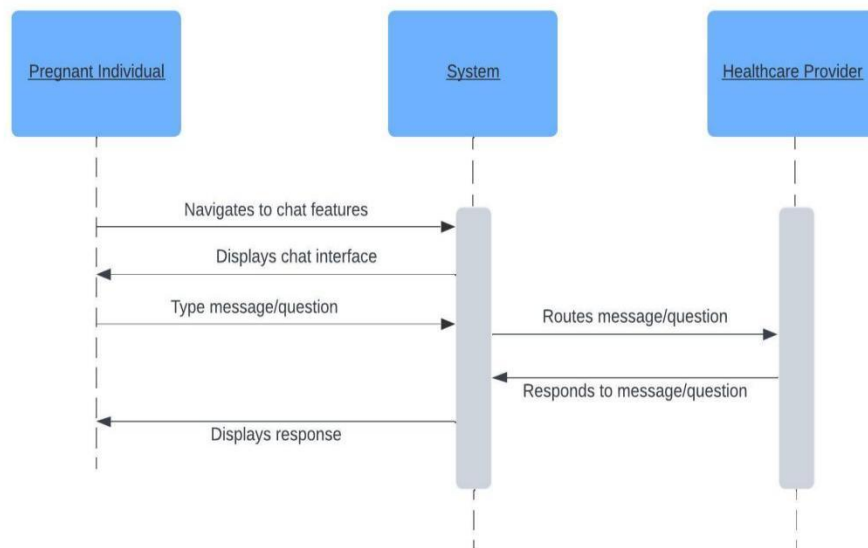 Pregnant Individual
System
Healthcare Provider
Navigates to chat features
Displays chat interface
Type message/question
Routes message/question
Responds to message/question
Displays response